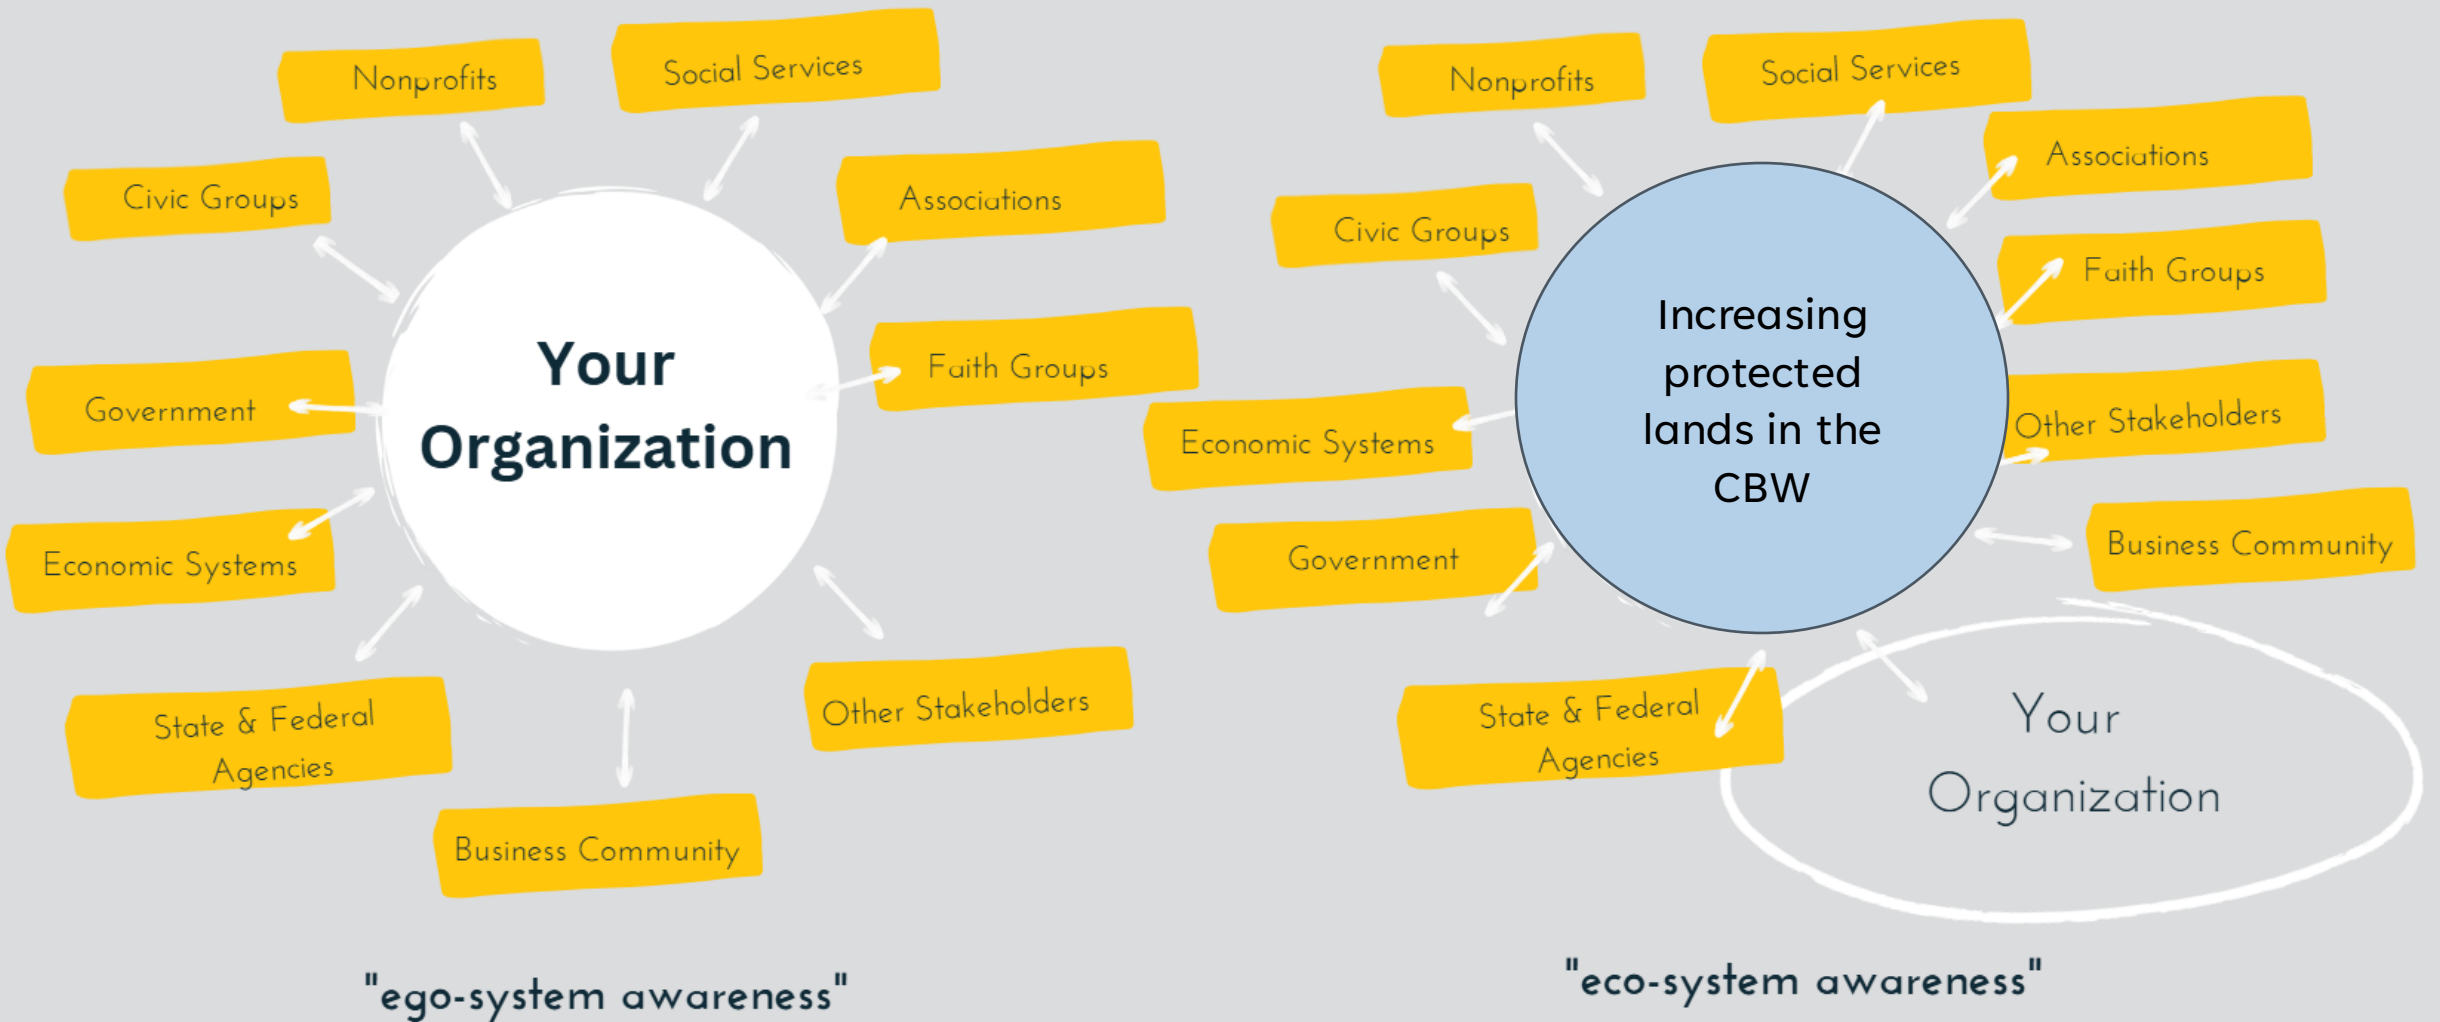 Nonprofits
Social Services
Civic Groups
Associations
Your
Organization
Faith Groups
Government
Economic Systems
State & Federal
Agencies
Other Stakeholders
Business Community
"ego-system awareness"
Nonprofits
Social Services
Associations
Civic Groups
Faith Groups
Increasing
protected
lands in the
CBW
Economic Systems
Other Stakeholders
Government
Business Community
State & Federal
Agencies
Your
Organization
"eco-system awareness"